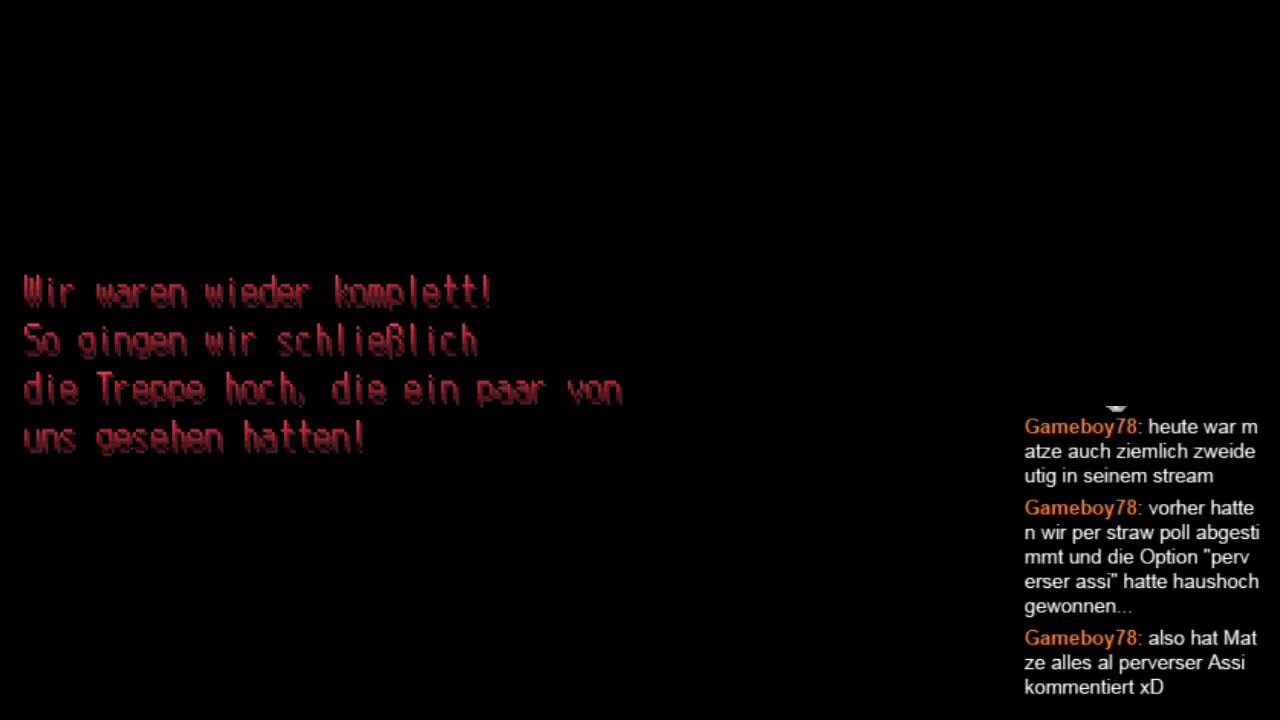 Wir waren wieder komplett!
So gingen wir schließlich
die Treppe hoch, die ein paar von
uns gesehen hatten!
Gameboy78: heute war m
atze auch ziemlich zweide
utig in seinem stream
Gameboy78: vorher hatte
n wir per straw poll abgesti
mmt und die Option "perv
erser assi" hatte haushoch
gewonnen...
Gameboy78: also hat Mat
ze alles al perverser Assi
kommentiert xD